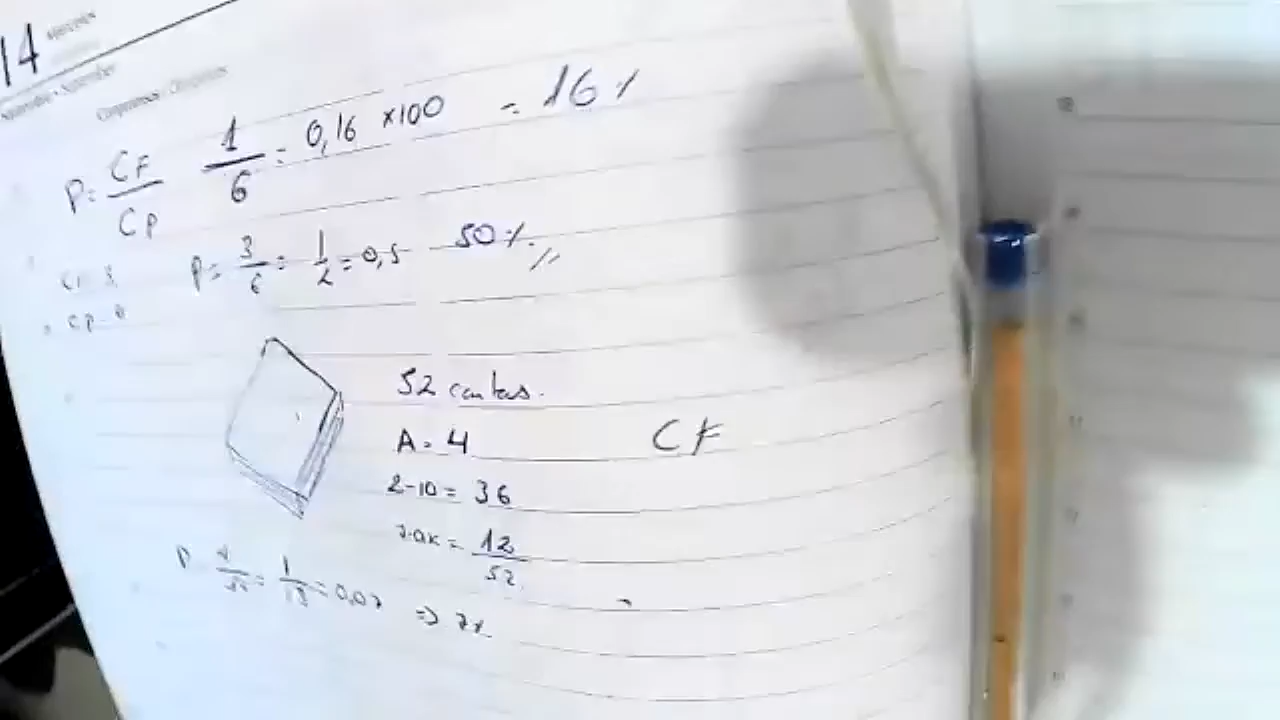 14
P = CF/CP 1/6 = 0,16 x100 = 16%
P = 3/6 = 1/2 = 0,5 50% //
52 cartas.
A = 4
CF
2-10 = 36
J-Q-K = 12
52
P = 4/52 = 1/13 = 0,07 => 7%